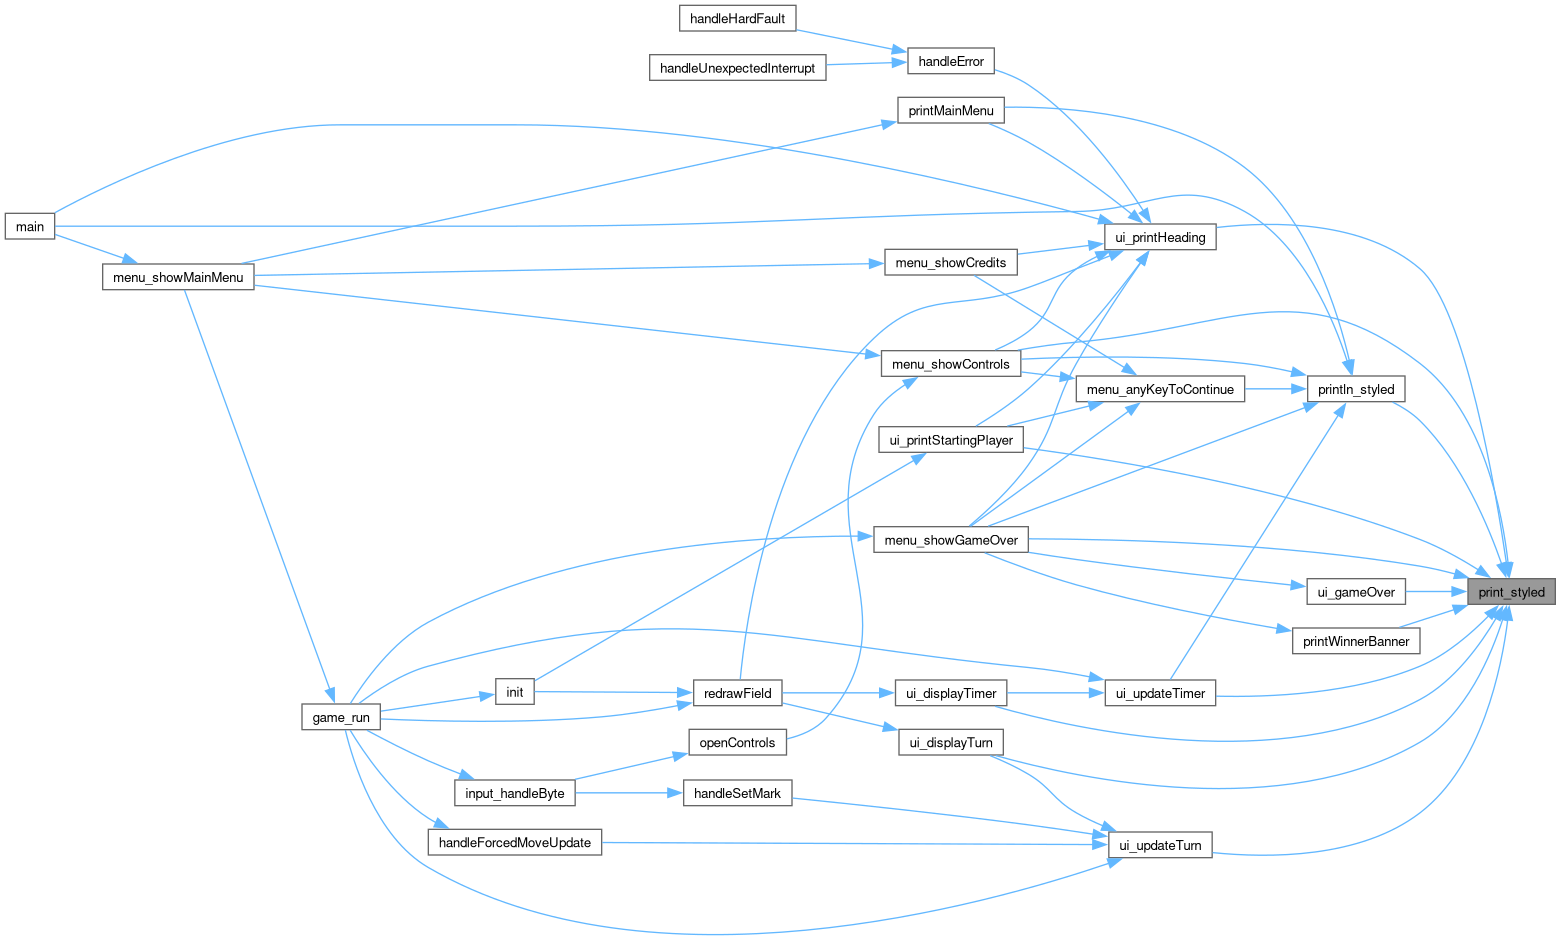 handleHardFault
handleError
handleUnexpectedInterrupt
printMainMenu
main
ui_printHeading
menu_showCredits
menu_showMainMenu
menu_showControls
menu_anyKeyToContinue
println_styled
ui_printStartingPlayer
menu_showGameOver
ui_gameOver
print_styled
printWinnerBanner
init
redrawField
ui_displayTimer
ui_updateTimer
game_run
openControls
ui_displayTurn
input_handleByte
handleSetMark
handleForcedMoveUpdate
ui_updateTurn